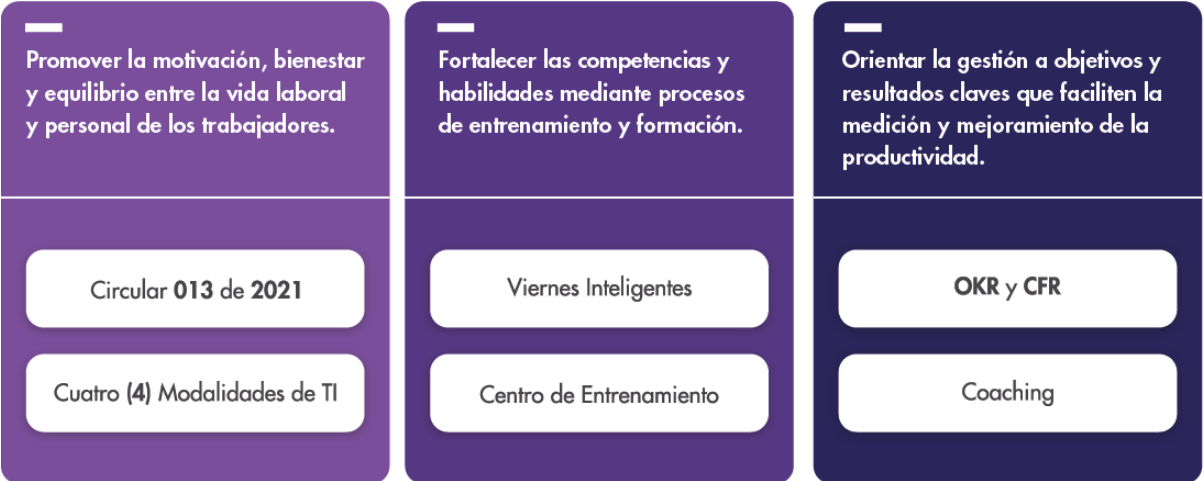 Promover la motivación, bienestar
y equilibrio entre la vida laboral
y personal de los trabajadores.
Circular 013 de 2021
Cuatro (4) Modalidades de TI
Fortalecer las competencias y
habilidades mediante procesos
de entrenamiento y formación.
Viernes Inteligentes
Centro de Entrenamiento
Orientar la gestión a objetivos y
resultados claves que faciliten la
medición y mejoramiento de la
productividad.
OKR y CFR
Coaching